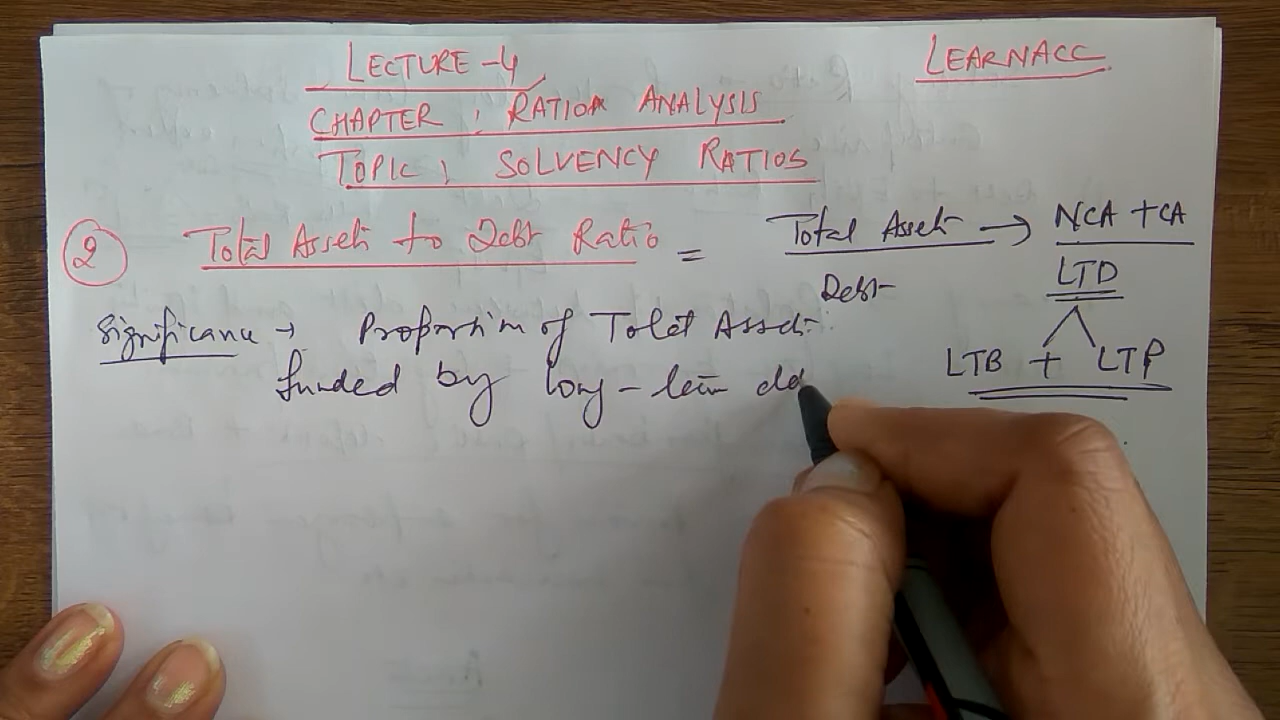 LECTURE -4
LEARNACC
CHAPTER : RATIO ANALYSIS
TOPIC : SOLVENCY RATIOS
② Total Assets to Debt Ratio = Total Assets → NCA + CA
Debt LTD
LTB + LTP
Significance → Proportion of Total Assets
funded by long-term de